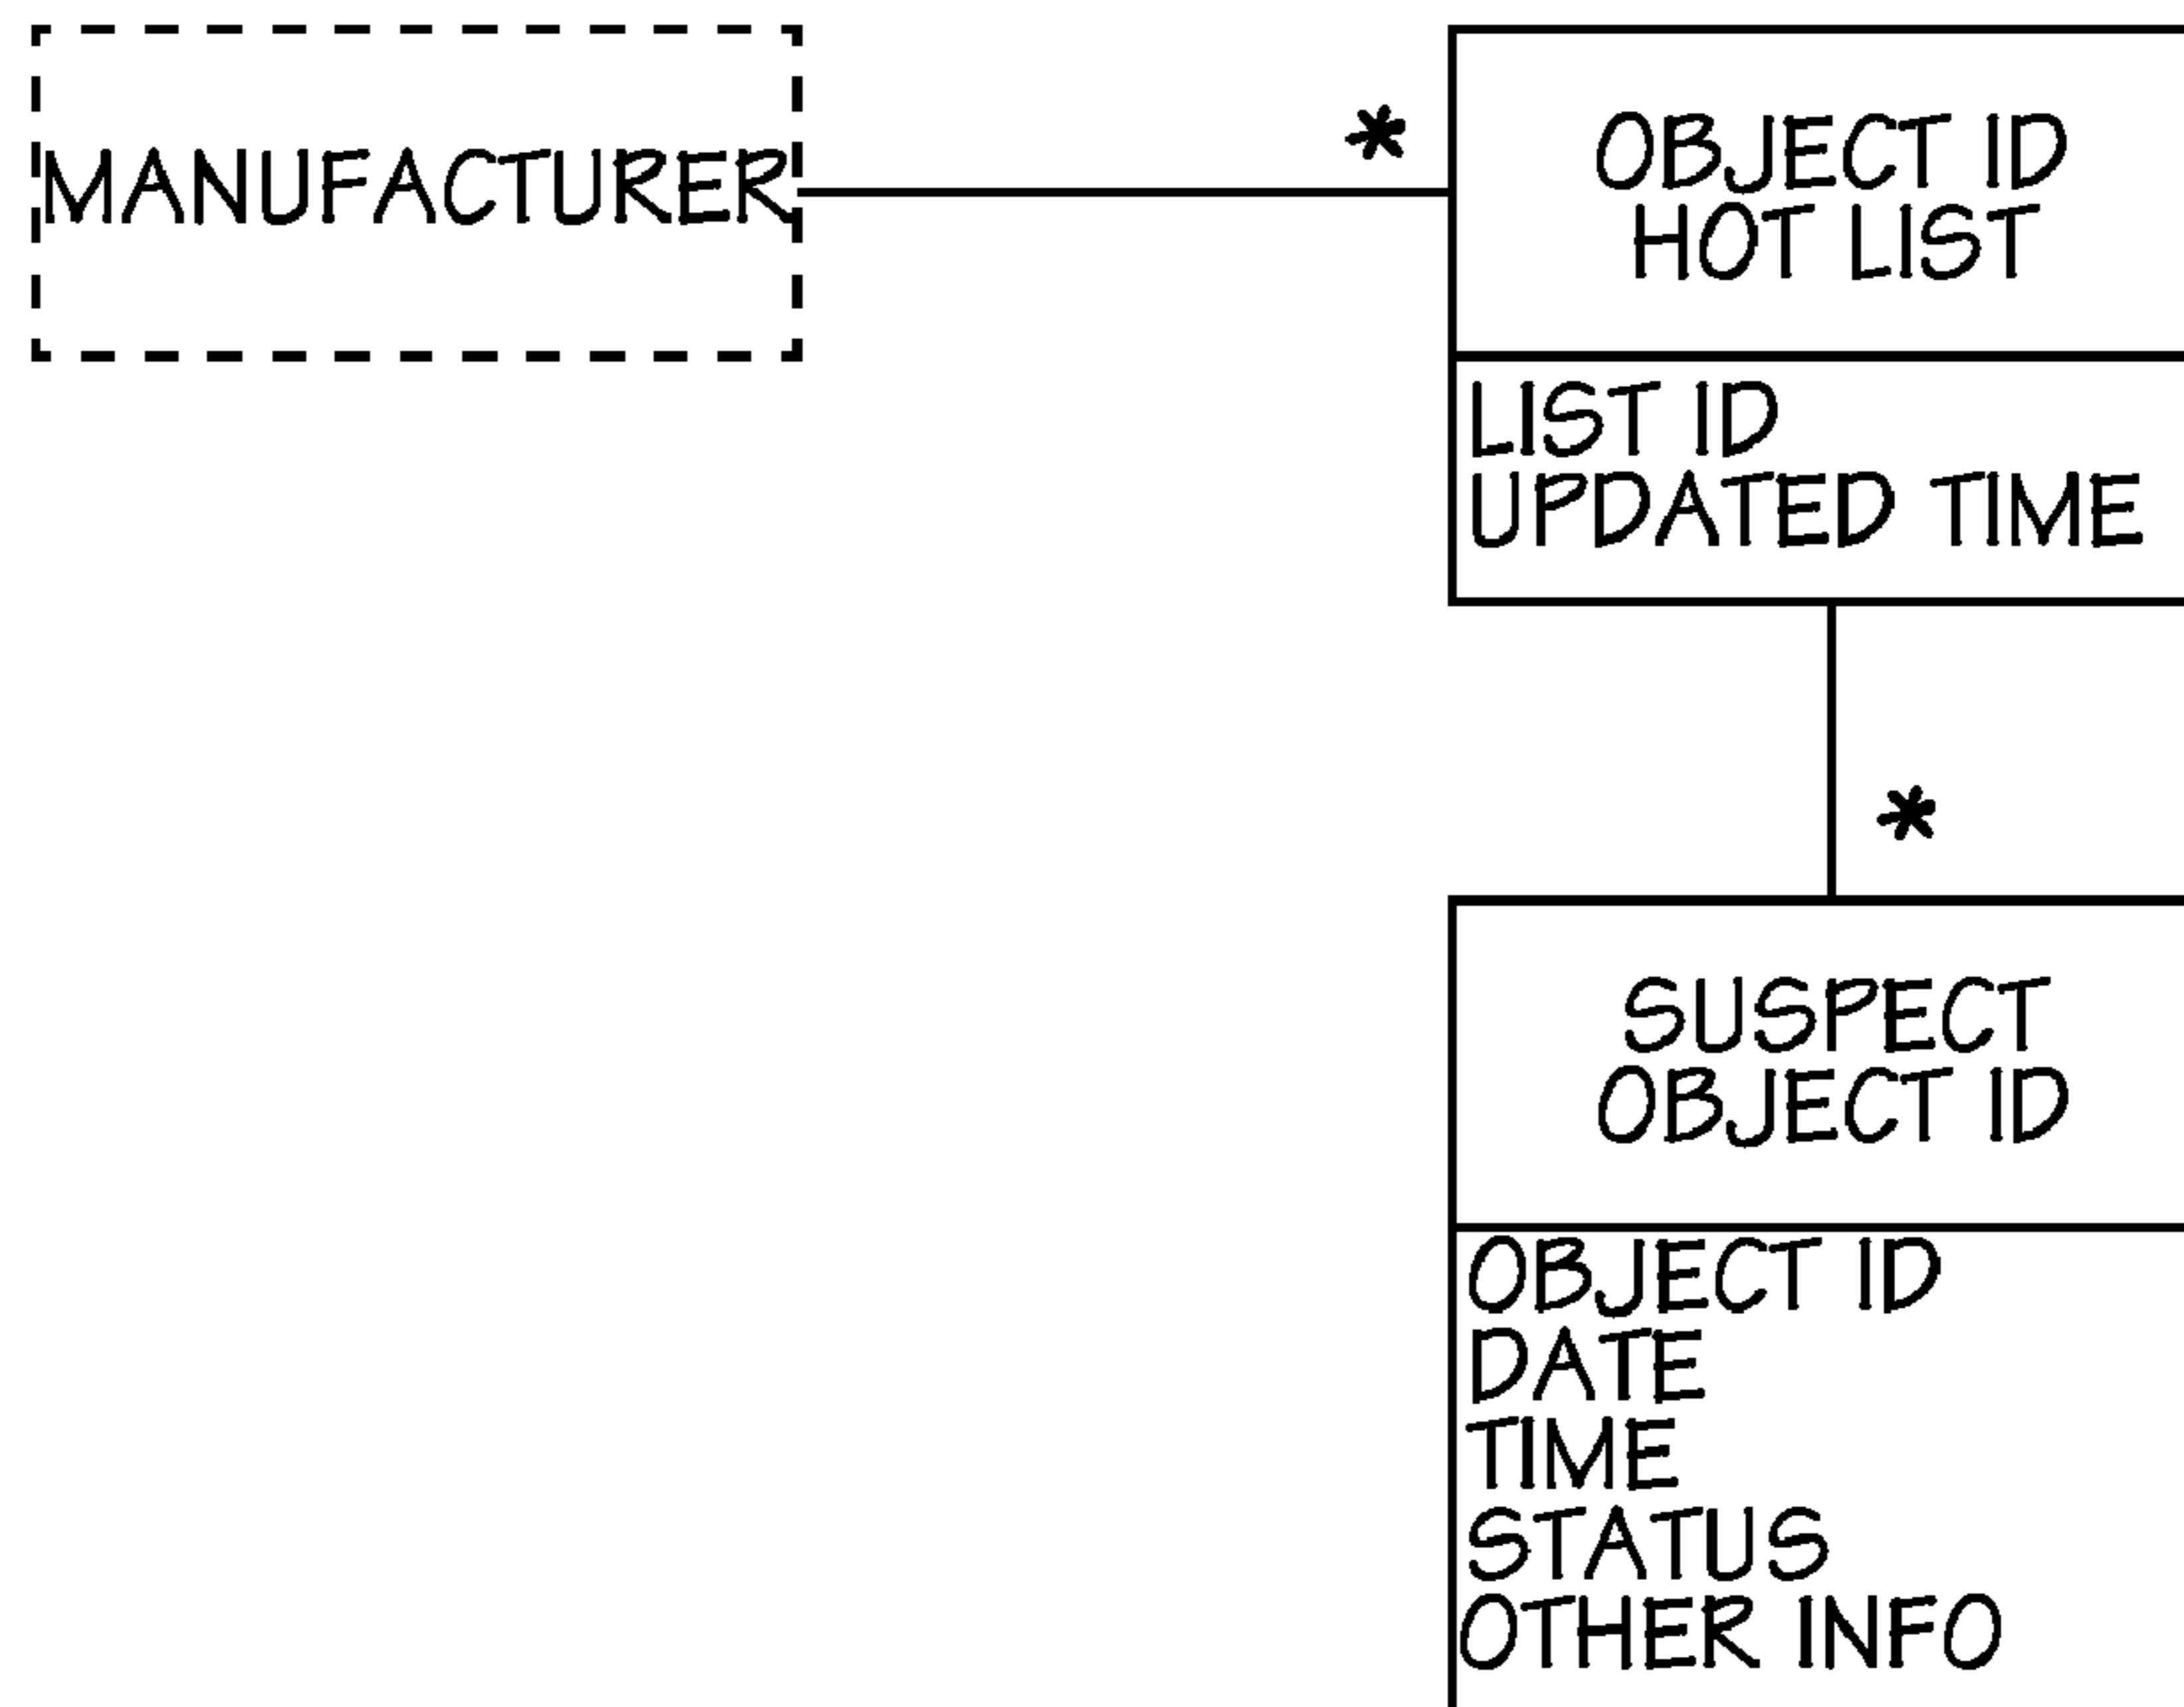 MANUFACTURER
*
OBJECT ID
HOT LIST
LIST ID
UPDATED TIME
*
SUSPECT
OBJECT ID
OBJECT ID
DATE
TIME
STATUS
OTHER INFO